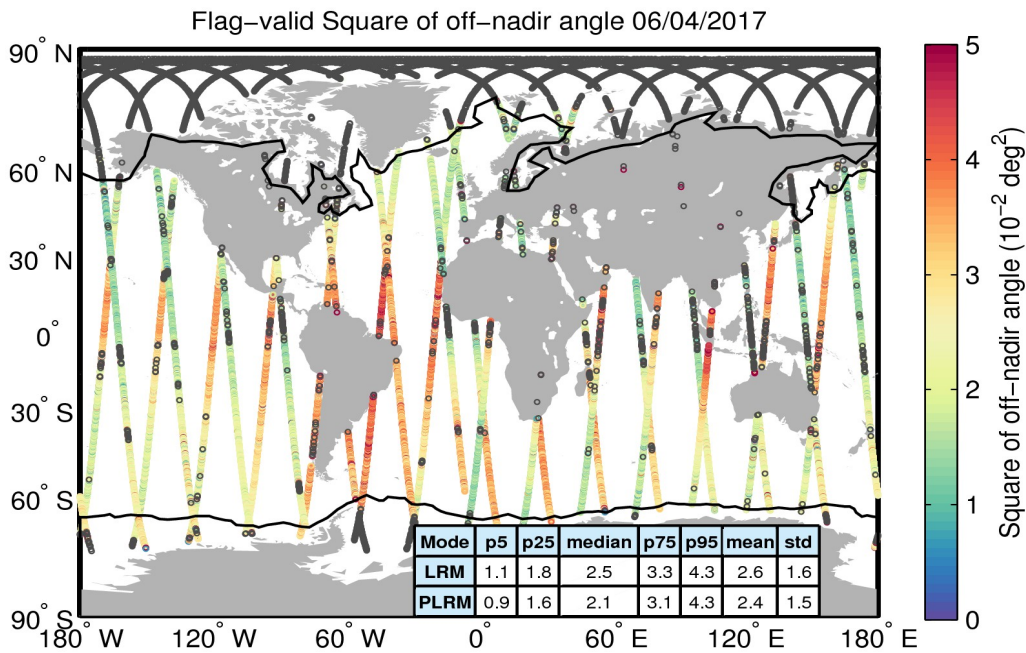 Flag−valid Square of off−nadir angle 06/04/2017
90° N
60° N
30° N
0°
30° S
60° S
90° S
180° W
120° W
60° W
0°
60° E
120° E
180° E
Mode p5 p25 median p75 p95 mean std
LRM 1.1 1.8 2.5 3.3 4.3 2.6 1.6
PLRM 0.9 1.6 2.1 3.1 4.3 2.4 1.5
5
4
3
2
1
0
Square of off−nadir angle (10⁻² deg²)